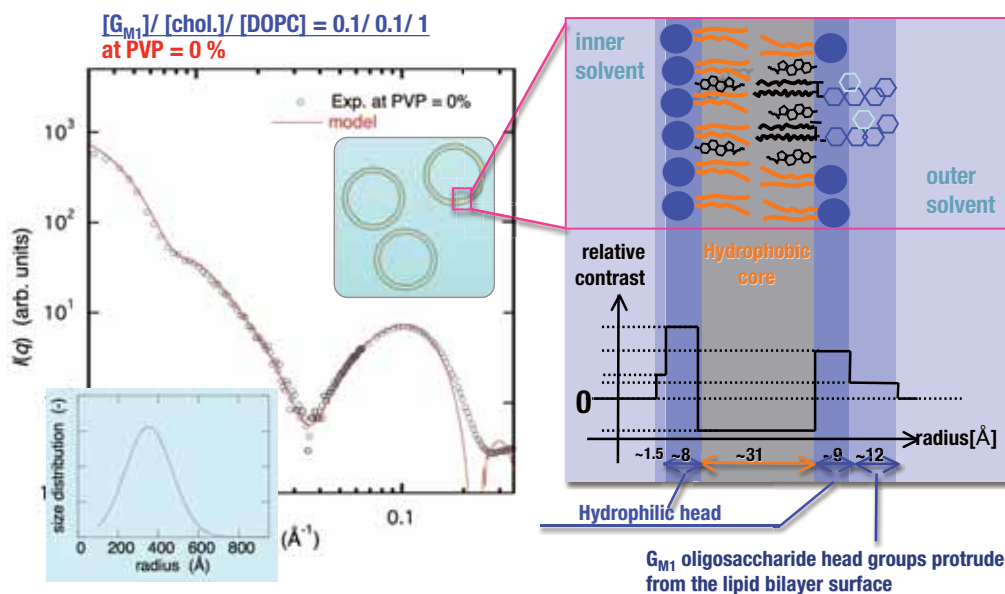 [GM1]/ [chol.]/ [DOPC] = 0.1/ 0.1/ 1
at PVP = 0 %
Exp. at PVP = 0%
model
10³
10²
10¹
I(q) (arb. units)
0.1
(Å⁻¹)
size distribution (-)
0
200
400
600
800
radius (Å)
inner
solvent
outer
solvent
relative
contrast
Hydrophobic
core
0
radius[Å]
~1.5
~8
~31
~9
~12
Hydrophilic head
GM1 oligosaccharide head groups protrude
from the lipid bilayer surface